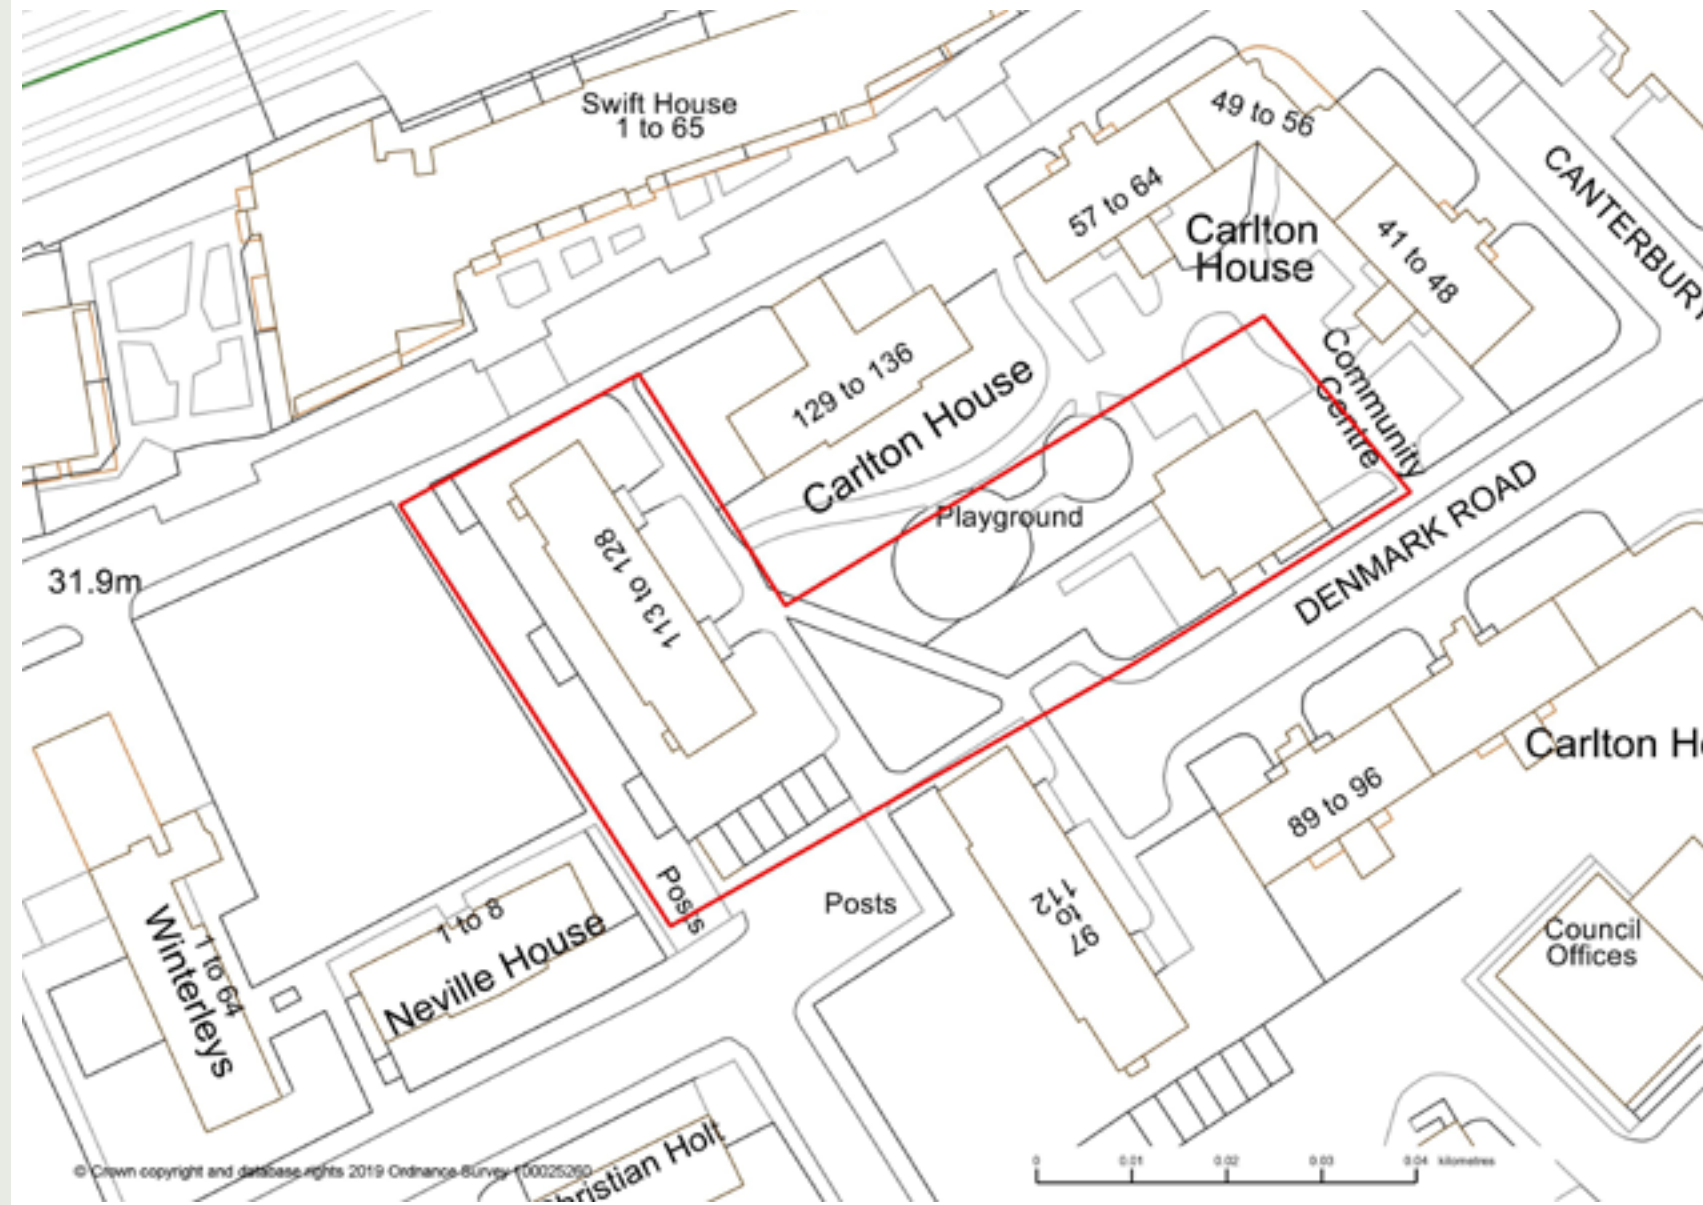 Swift House
1 to 65
49 to 56
57 to 64
Carlton
House
41 to 48
CANTERBURY
129 to 136
Carlton House
Community
Centre
Playground
DENMARK ROAD
31.9m
113 to 128
Carlton H
89 to 96
Posts
Posts
97
to
112
Council
Offices
1 to 8
Neville House
1 to 64
Winterleys
Christian Holt
© Crown copyright and database rights 2019 Ordnance Survey 100025260
0 0.01 0.02 0.03 0.04 kilometres